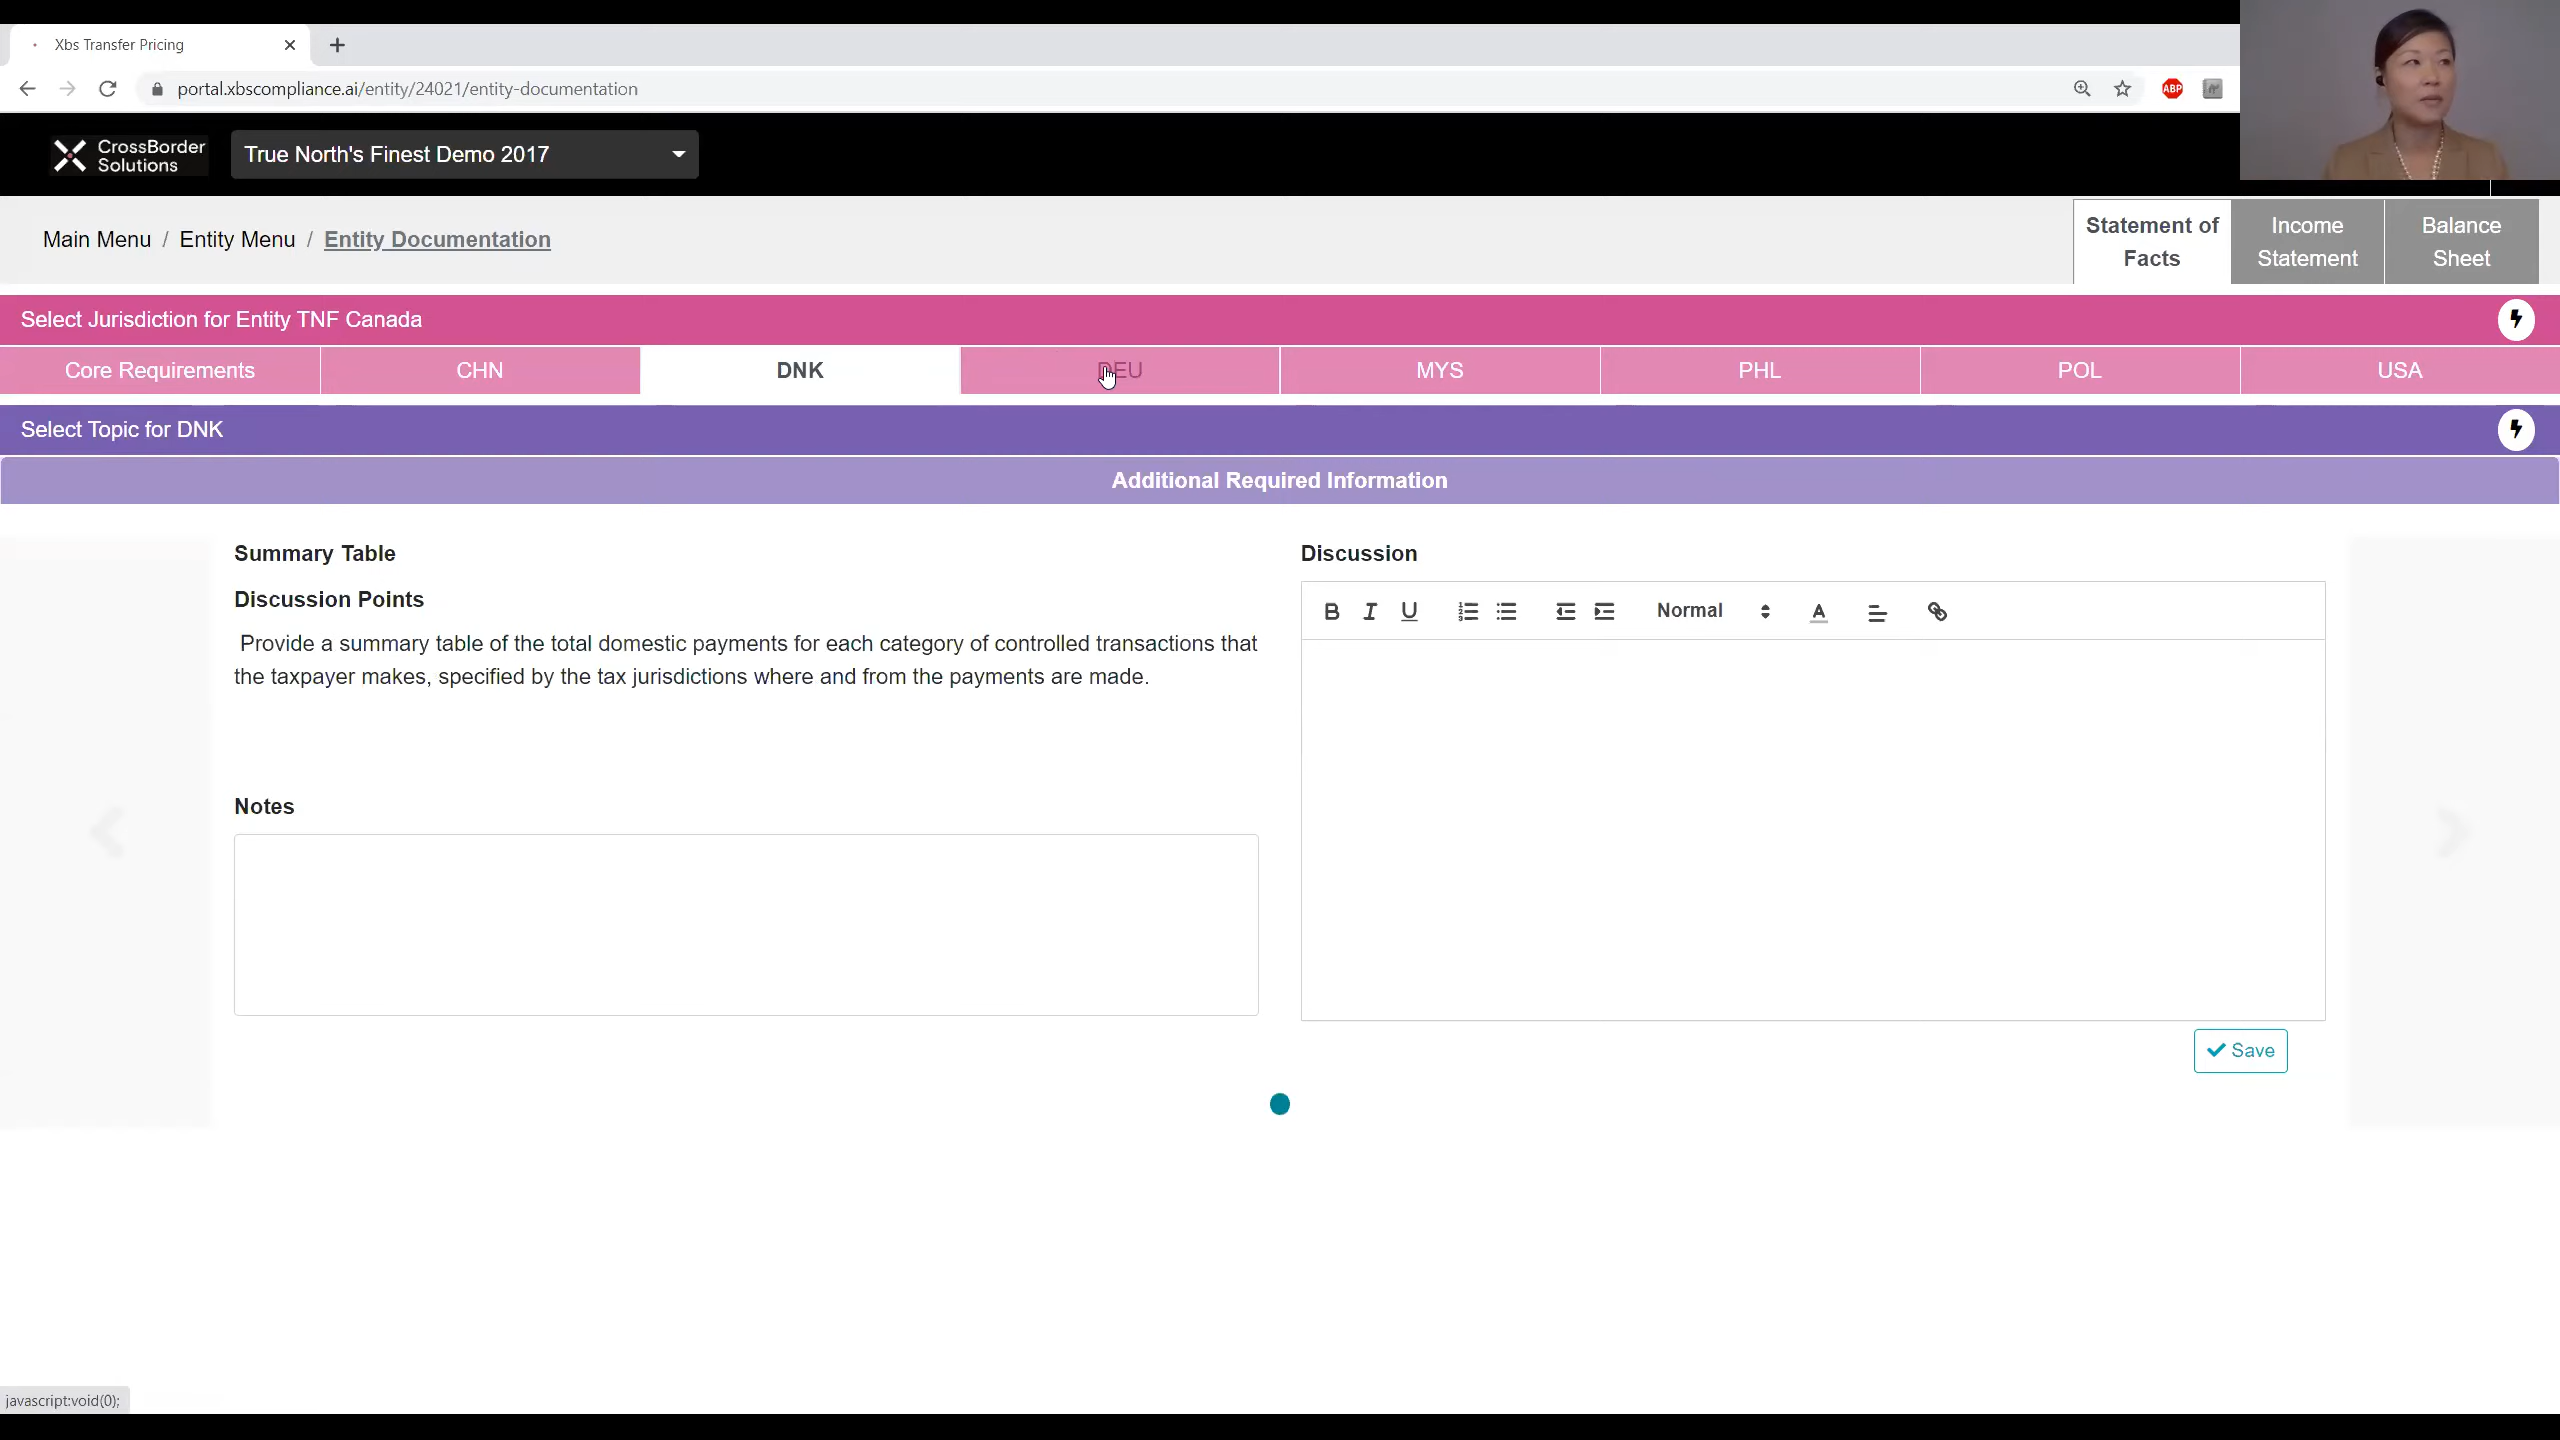 Xbs Transfer Pricing
portal.xbscompliance.ai/entity/24021/entity-documentation
ABP
CrossBorder
Solutions
True North's Finest Demo 2017
Main Menu / Entity Menu / Entity Documentation
Statement of
Facts
Income
Statement
Balance
Sheet
Select Jurisdiction for Entity TNF Canada
Core Requirements
CHN
DNK
DEU
MYS
PHL
POL
USA
Select Topic for DNK
Additional Required Information
Summary Table
Discussion Points
Provide a summary table of the total domestic payments for each category of controlled transactions that
the taxpayer makes, specified by the tax jurisdictions where and from the payments are made.
Notes
Discussion
B I U Normal A
Save
javascript:void(0);